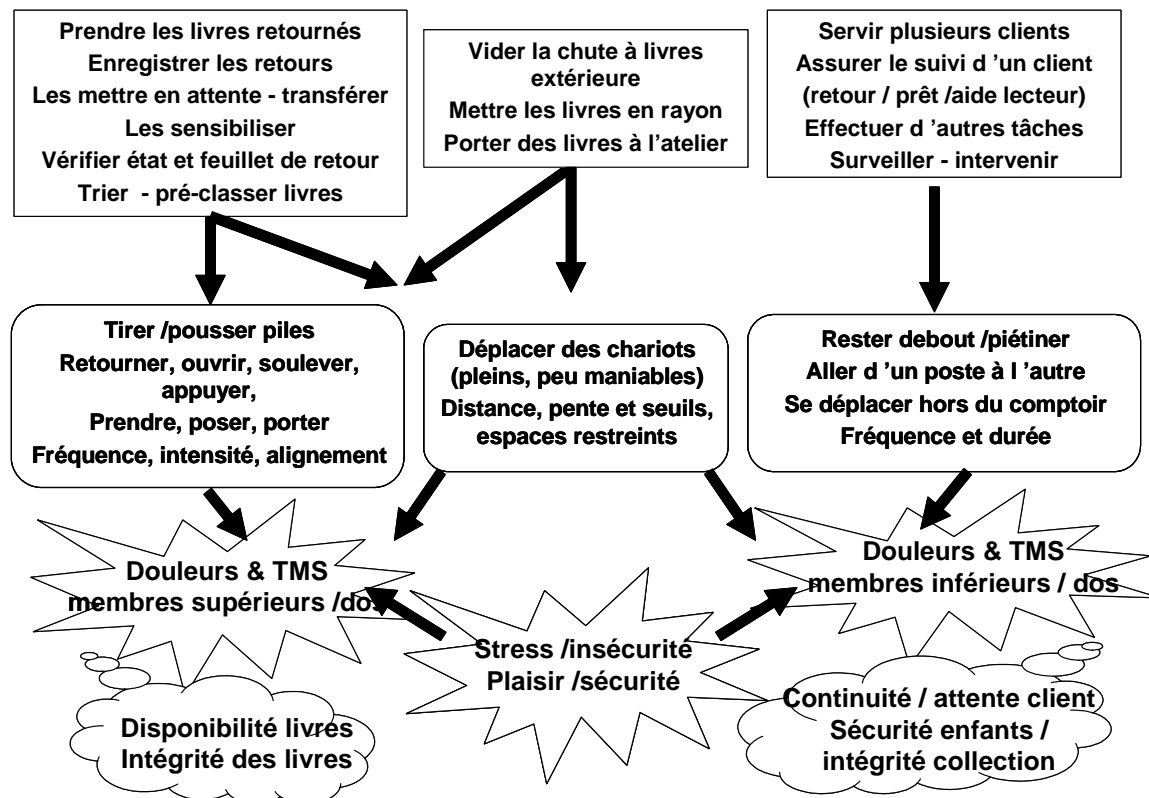 Prendre les livres retournés
Enregistrer les retours
Les mettre en attente - transférer
Les sensibiliser
Vérifier état et feuillet de retour
Trier - pré-classer livres
Vider la chute à livres
extérieure
Mettre les livres en rayon
Porter des livres à l’atelier
Servir plusieurs clients
Assurer le suivi d ’un client
(retour / prêt /aide lecteur)
Effectuer d ’autres tâches
Surveiller - intervenir
Tirer /pousser piles
Retourner, ouvrir, soulever,
appuyer,
Prendre, poser, porter
Fréquence, intensité, alignement
Déplacer des chariots
(pleins, peu maniables)
Distance, pente et seuils,
espaces restreints
Rester debout /piétiner
Aller d ’un poste à l ’autre
Se déplacer hors du comptoir
Fréquence et durée
Douleurs & TMS
membres supérieurs /dos
Stress /insécurité
Plaisir /sécurité
Douleurs & TMS
membres inférieurs / dos
Disponibilité livres
Intégrité des livres
Continuité / attente client
Sécurité enfants /
intégrité collection